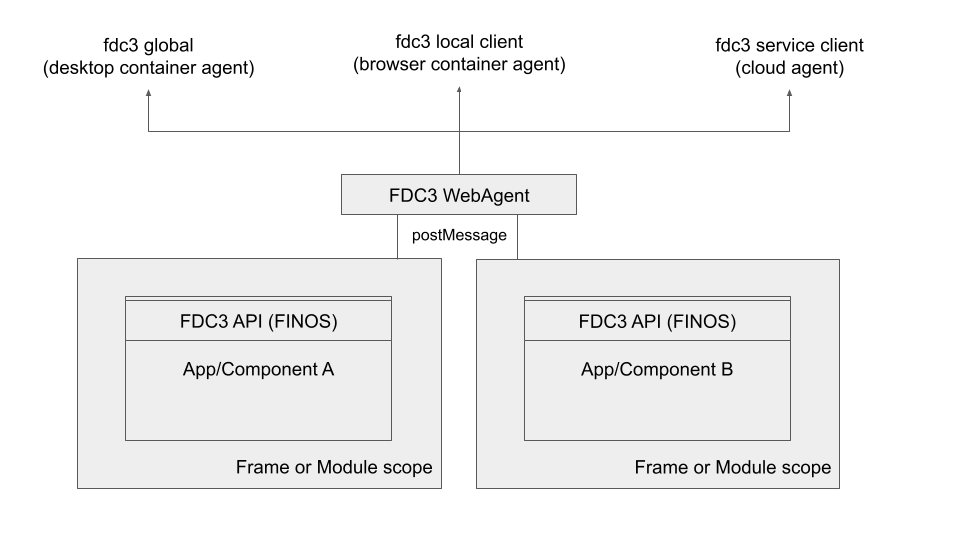 fdc3 global
(desktop container agent)
fdc3 local client
(browser container agent)
fdc3 service client
(cloud agent)
FDC3 WebAgent
postMessage
FDC3 API (FINOS)
App/Component A
Frame or Module scope
FDC3 API (FINOS)
App/Component B
Frame or Module scope